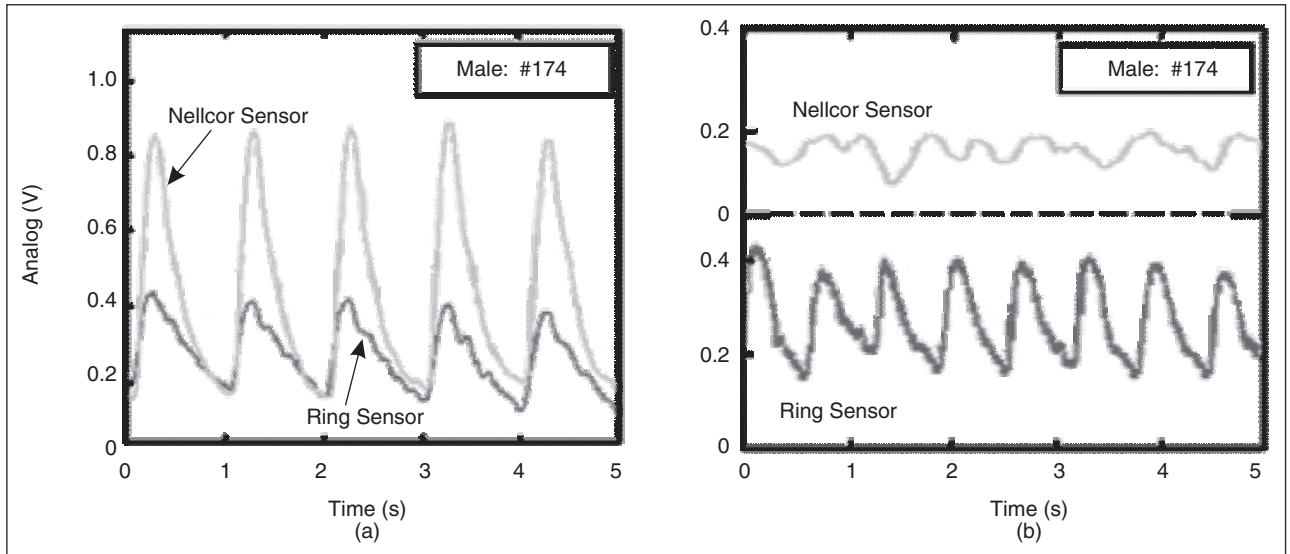 Male: #174
1.0
Nellcor Sensor
0.8
0.6
Analog (V)
0.4
0.2
Ring Sensor
0
0 1 2 3 4 5
Time (s)
(a)
0.4
Male: #174
Nellcor Sensor
0.2
0
0.4
0.2
Ring Sensor
0
0 1 2 3 4 5
Time (s)
(b)